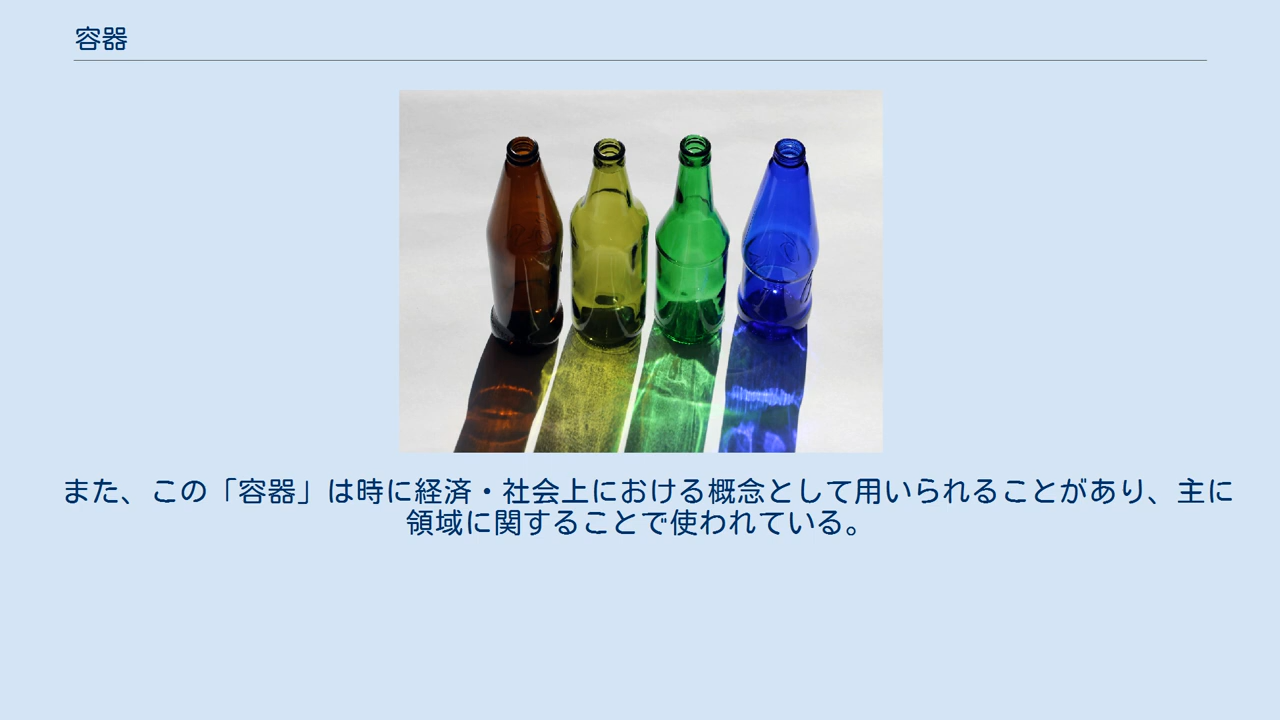 容器
また、この「容器」は時に経済・社会上における概念として用いられることがあり、主に
領域に関することで使われている。